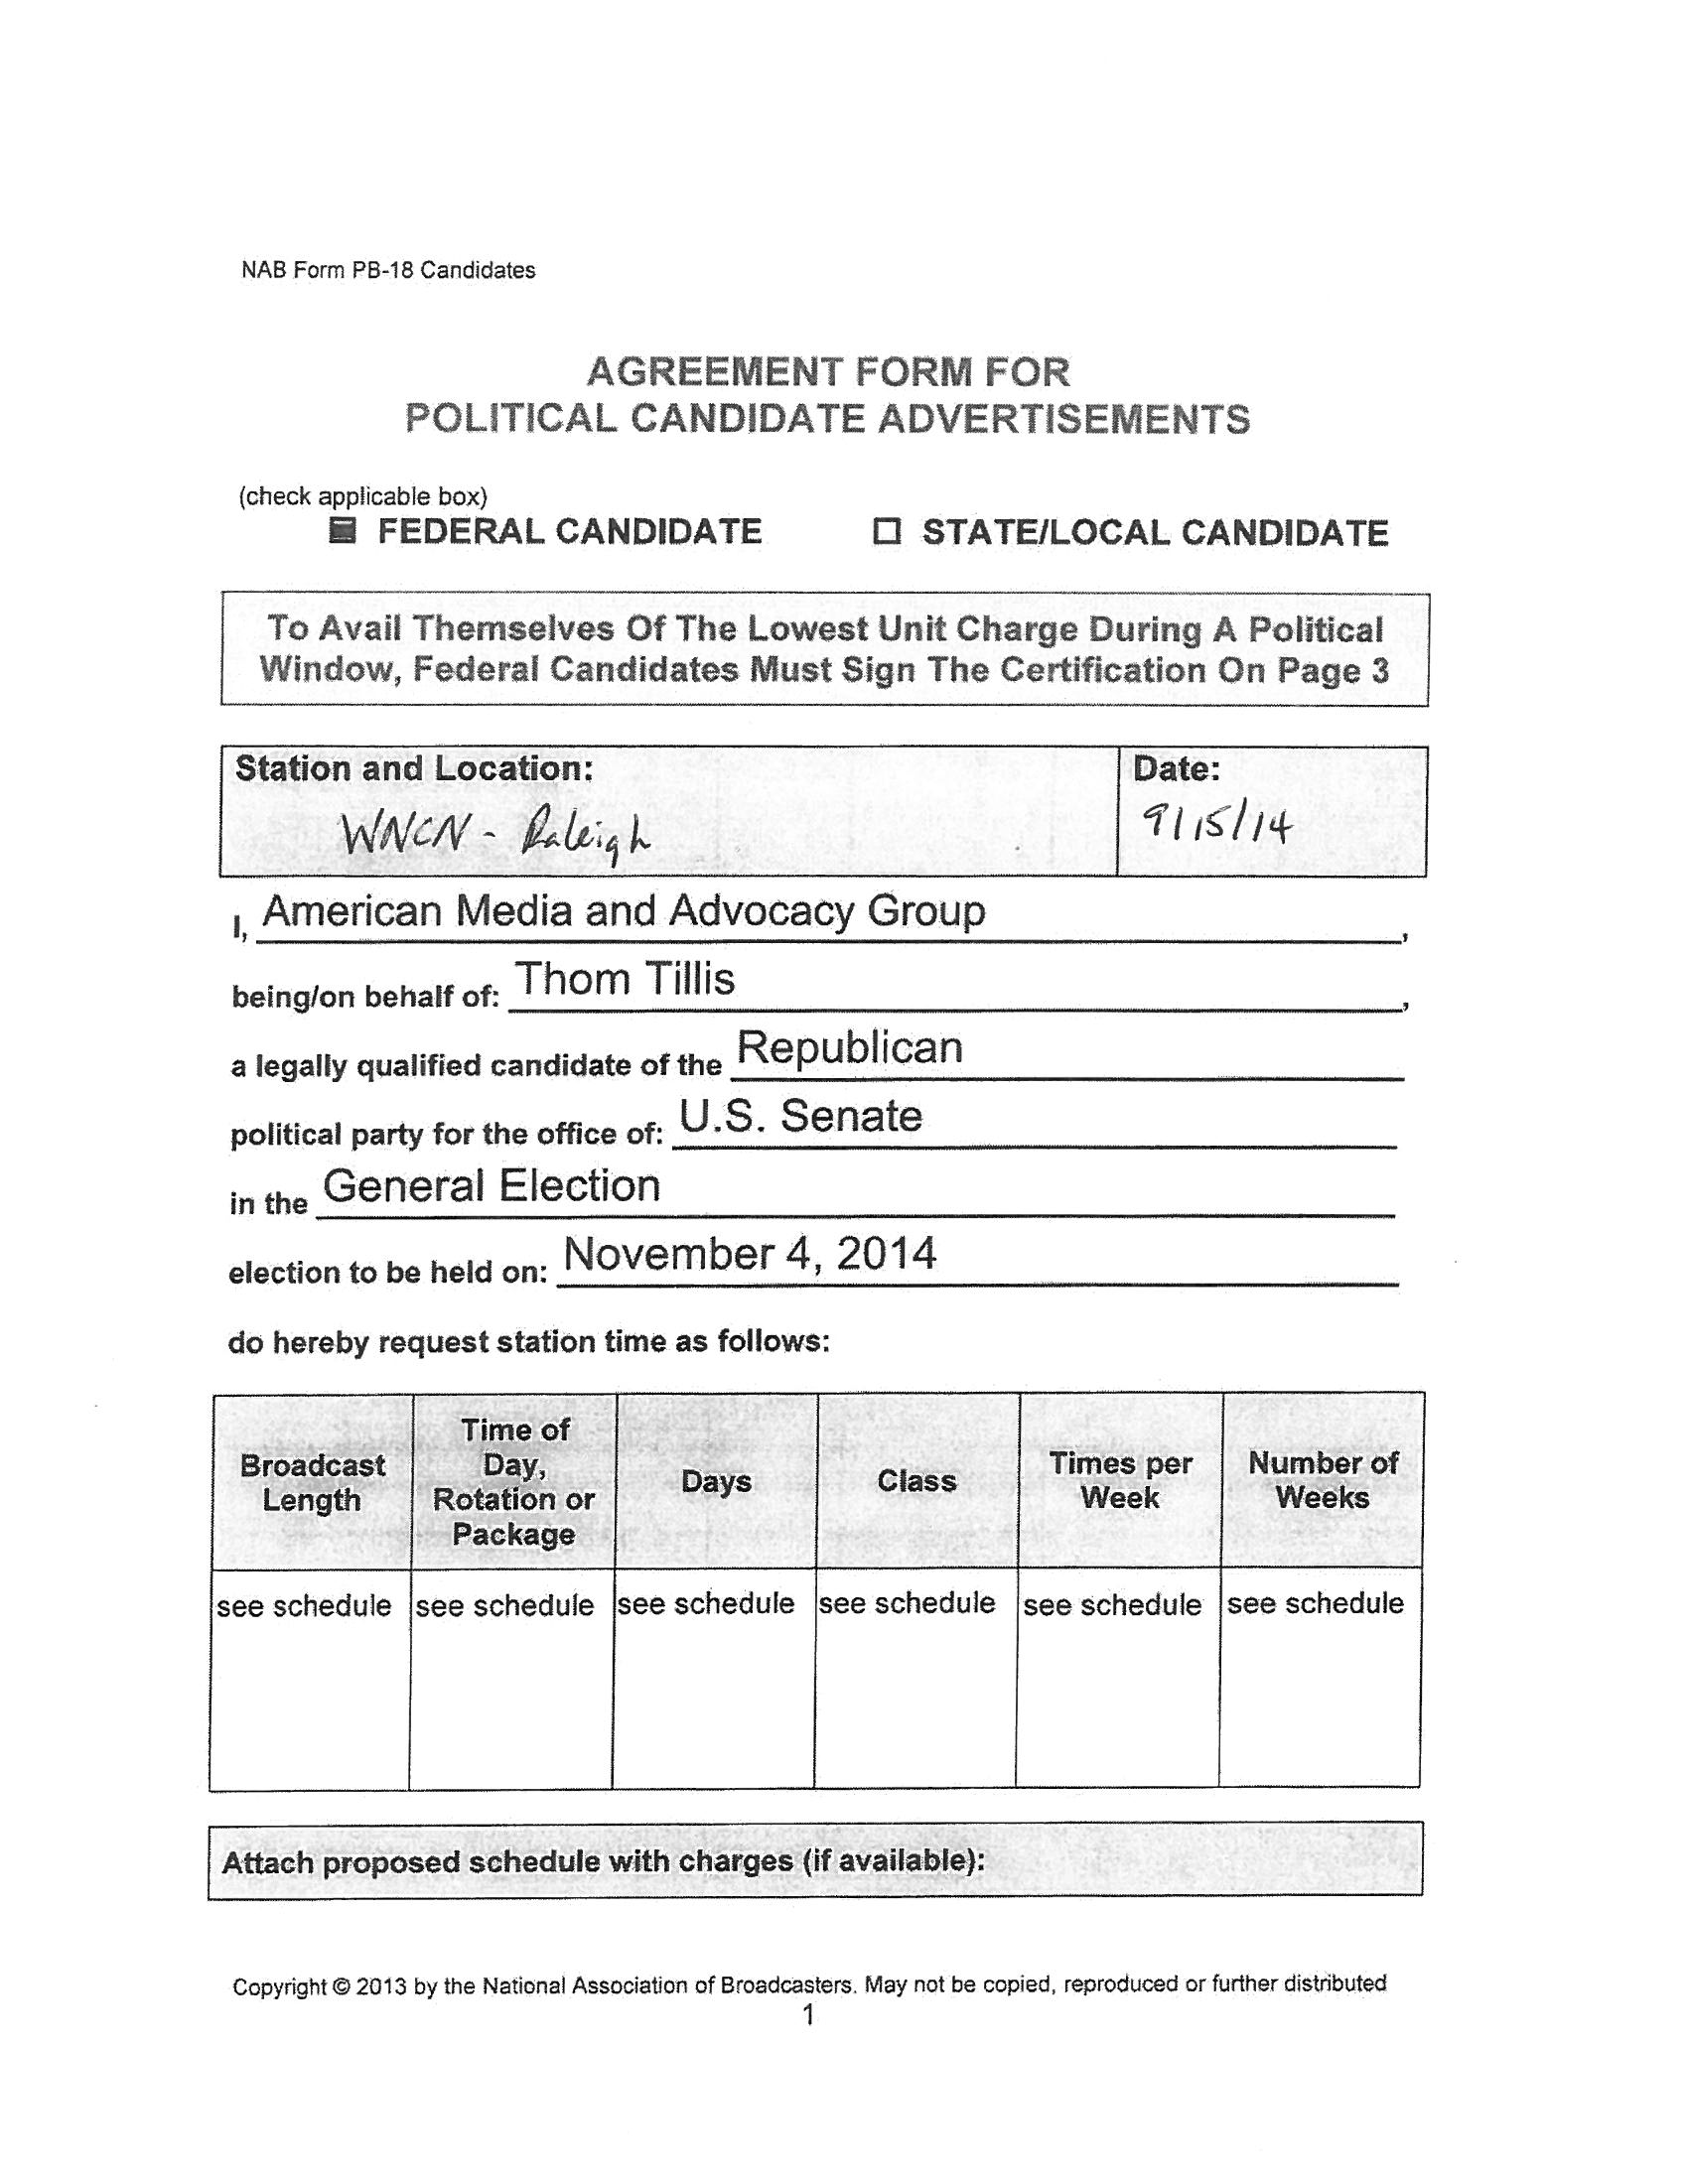 NAB Form PB-18 Candidates
AGREEMENT FORM FOR
POLITICAL CANDIDATE ADVERTISEMENTS
(check applicable box)
FEDERAL CANDIDATE STATE/LOCAL CANDIDATE
To Avail Themselves Of The Lowest Unit Charge During A Political
Window, Federal Candidates Must Sign The Certification On Page 3
Station and Location: Date:
WNCN - Raleigh 9/15/14
I, American Media and Advocacy Group,
being/on behalf of: Thom Tillis,
a legally qualified candidate of the Republican
political party for the office of: U.S. Senate
in the General Election
election to be held on: November 4, 2014
do hereby request station time as follows:
Broadcast Length Time of Day, Rotation or Package Days Class Times per Week Number of Weeks
see schedule see schedule see schedule see schedule see schedule see schedule
Attach proposed schedule with charges (if available):
Copyright © 2013 by the National Association of Broadcasters. May not be copied, reproduced or further distributed
1